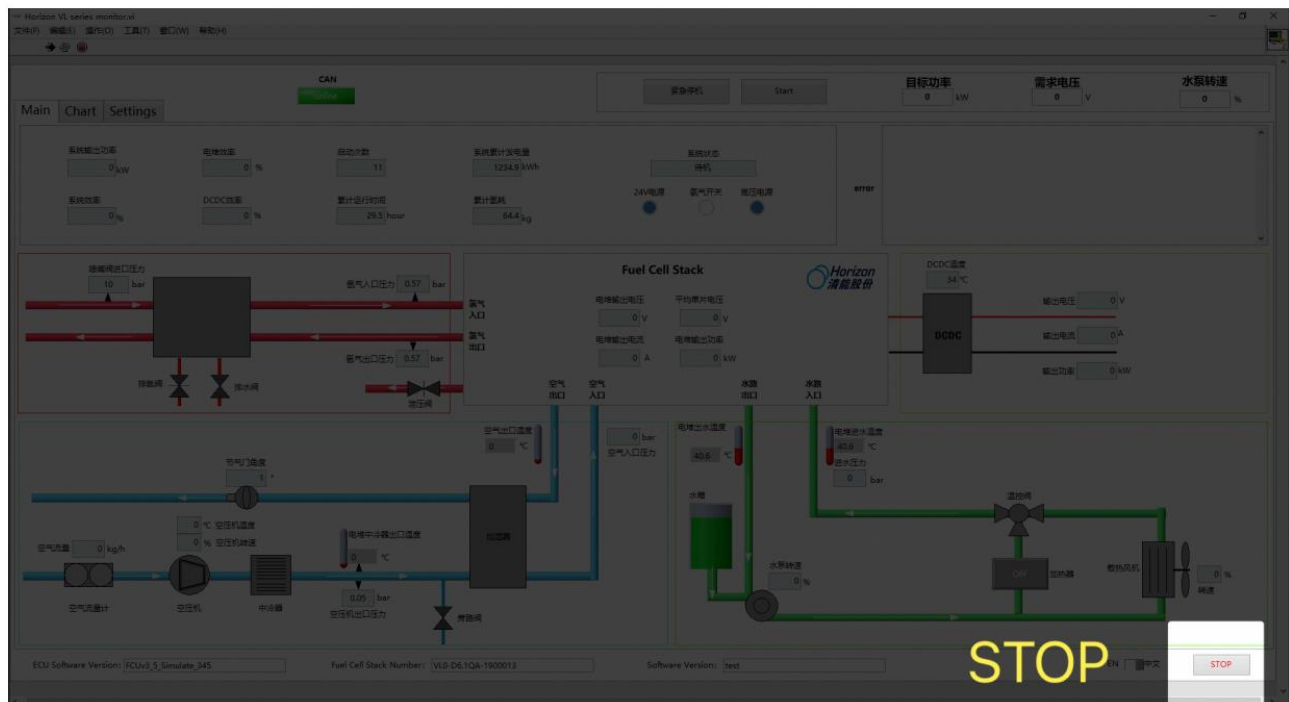 Horizon VL series monitor.vi
文件(F) 编辑(E) 操作(O) 工具(T) 窗口(W) 帮助(H)
CAN
Online
紧急停机 Start
目标功率 需求电压 水泵转速
0 kW 0 V 0 %
Main Chart Settings
系统输出功率 电堆效率 启动次数 系统累计发电量 系统状态
0 kW 0 % 11 1234.9 kWh 待机
24V电源 氢气开关 高压电源
error
系统效率 DCDC效率 累计运行时间 累计氢耗
0 % 0 % 29.5 hour 64.4 kg
喷氢阀进口压力
10 bar
氢气入口压力 0.57 bar
氢气出口压力 0.57 bar
排氢阀 排水阀
泄压阀
Fuel Cell Stack
Horizon
清能股份
氢气
入口
氢气
出口
电堆输出电压 平均单片电压
0 V 0 V
电堆输出电流 电堆输出功率
0 A 0 kW
空气
出口
空气
入口
水路
出口
水路
入口
DCDC温度
34 ℃
DCDC
输出电压 0 V
输出电流 0 A
输出功率 0 kW
空气出口温度
0 ℃
0 bar
空气入口压力
节气门角度
1 °
0 ℃ 空压机温度
0 % 空压机转速
空气流量 0 kg/h
电堆中冷器出口温度
0 ℃
0.05 bar
空压机出口压力
加湿器
空气流量计 空压机 中冷器
旁路阀
电堆出水温度
40.6 ℃
电堆进水温度
40.6 ℃
进水压力
0 bar
水箱
水泵转速
0 %
温控阀
OFF 加热器
散热风机
0 %
转速
ECU Software Version: FCUv3_5_Simulate_345
Fuel Cell Stack Number: VL0-D6.1QA-1900013
Software Version: test
STOP
EN 中文
STOP